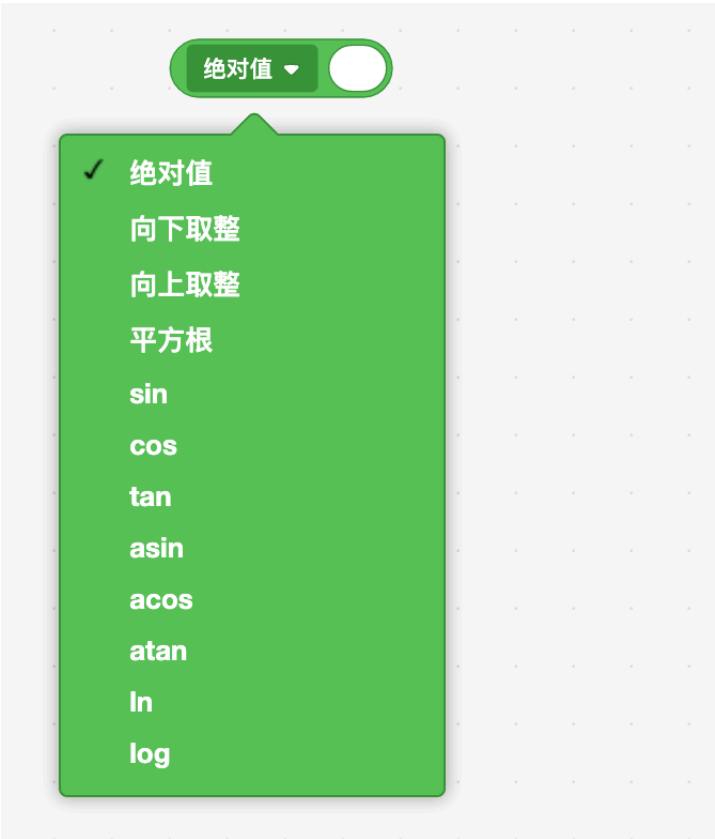 绝对值
绝对值
向下取整
向上取整
平方根
sin
cos
tan
asin
acos
atan
ln
log